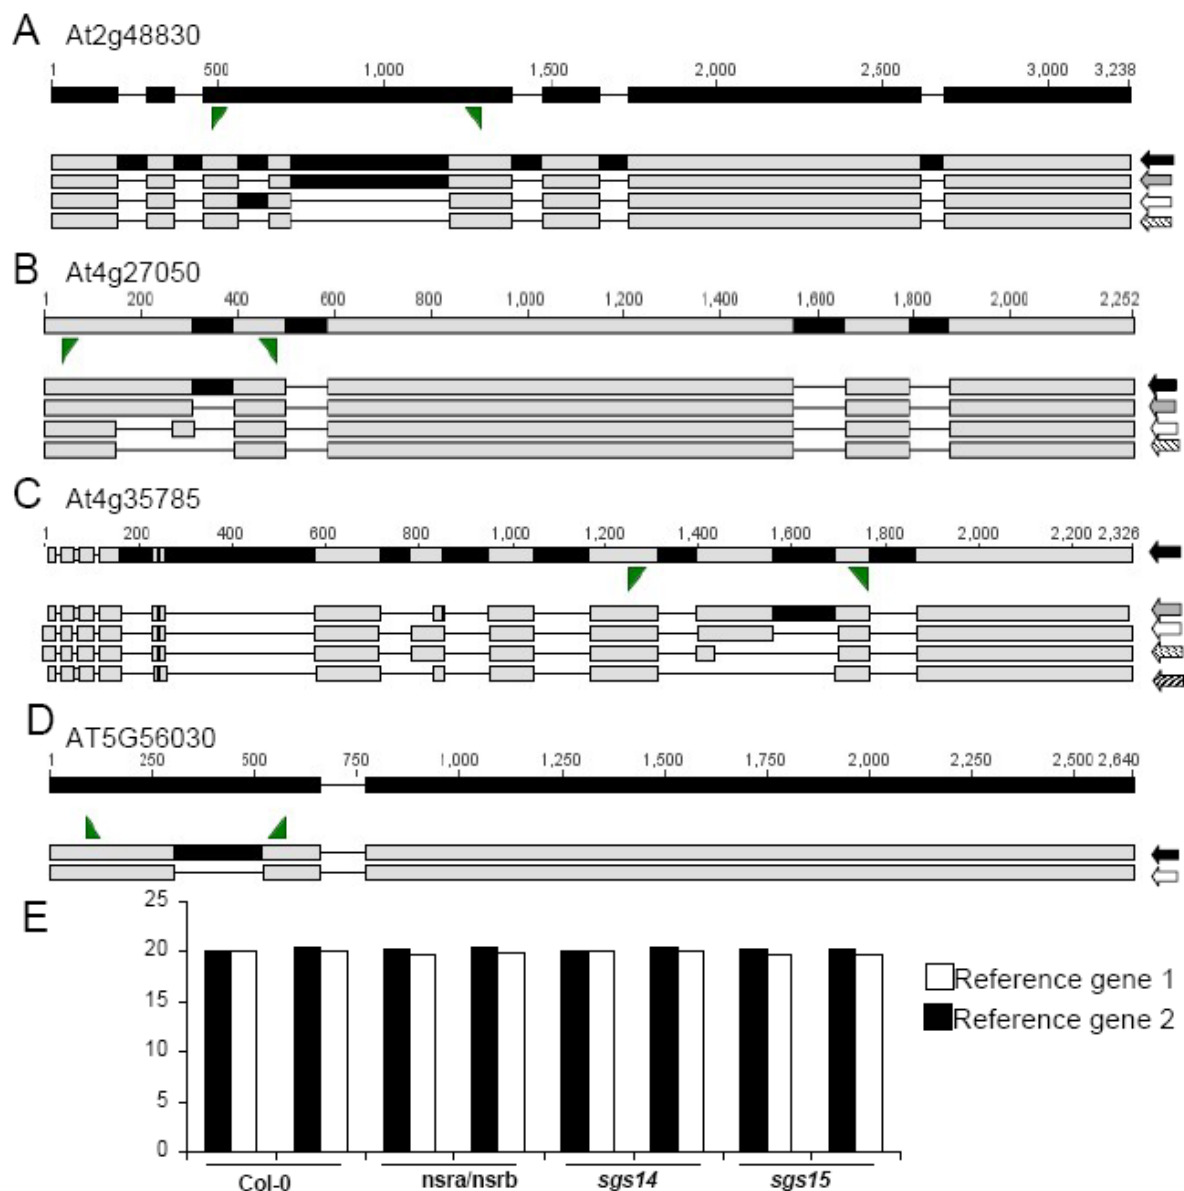 A At2g48830
1 500 1,000 1,500 2,000 2,500 3,000 3,238
B At4g27050
200 400 600 800 1,000 1,200 1,400 1,600 1,800 2,000 2,252
C At4g35785
1 200 400 600 800 1,000 1,200 1,400 1,600 1,800 2,000 2,200 2,326
D AT5G56030
1 250 500 750 1,000 1,250 1,500 1,750 2,000 2,250 2,500 2,640
E
25
20
15
10
5
0
Reference gene 1
Reference gene 2
Col-0 nsra/nsrb sgs14 sgs15